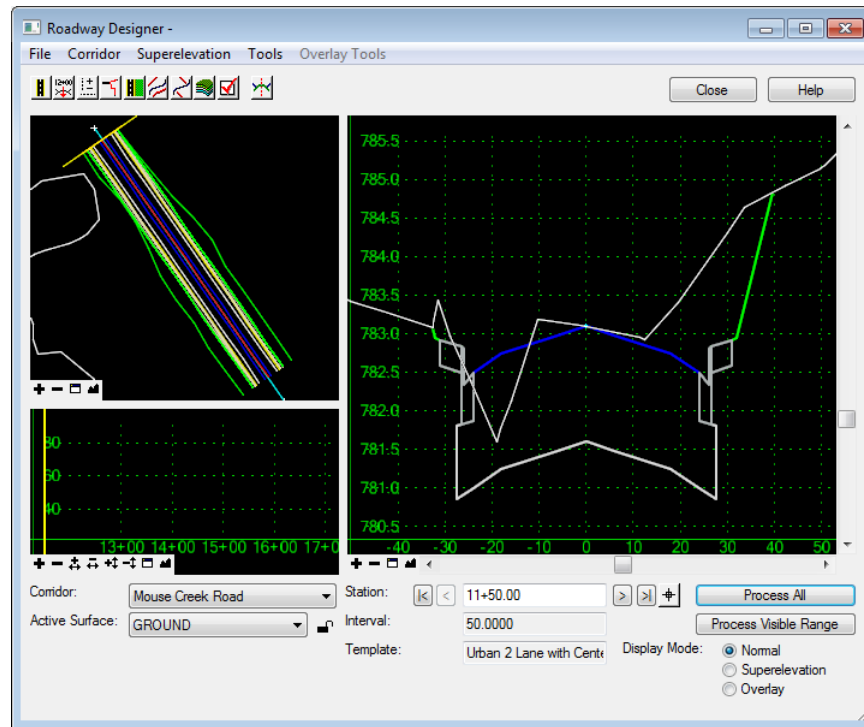 Roadway Designer -
File Corridor Superelevation Tools Overlay Tools
Close Help
785.5
785.0
784.5
784.0
783.5
783.0
782.5
782.0
781.5
781.0
780.5
-40 -30 -20 -10 0 10 20 30 40 50
80
60
40
13+00 14+00 15+00 16+00 17+0
Corridor: Mouse Creek Road Station: 11+50.00 Process All
Active Surface: GROUND Interval: 50.0000 Process Visible Range
Template: Urban 2 Lane with Cente Display Mode: Normal
Superelevation
Overlay